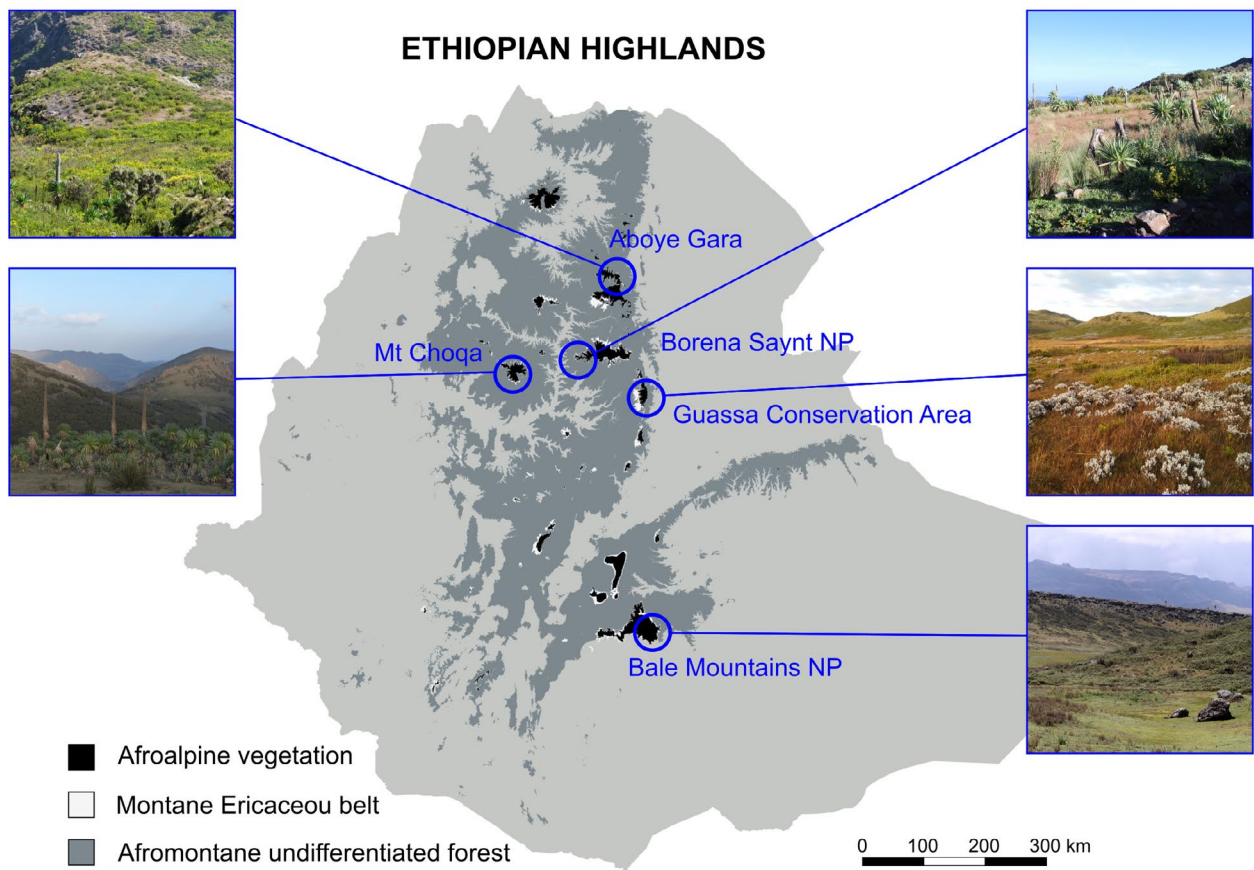 ETHIOPIAN HIGHLANDS
Aboye Gara
Borena Saynt NP
Mt Choqa
Guassa Conservation Area
Bale Mountains NP
Afroalpine vegetation
Montane Ericaceou belt
Afromontane undifferentiated forest
0 100 200 300 km